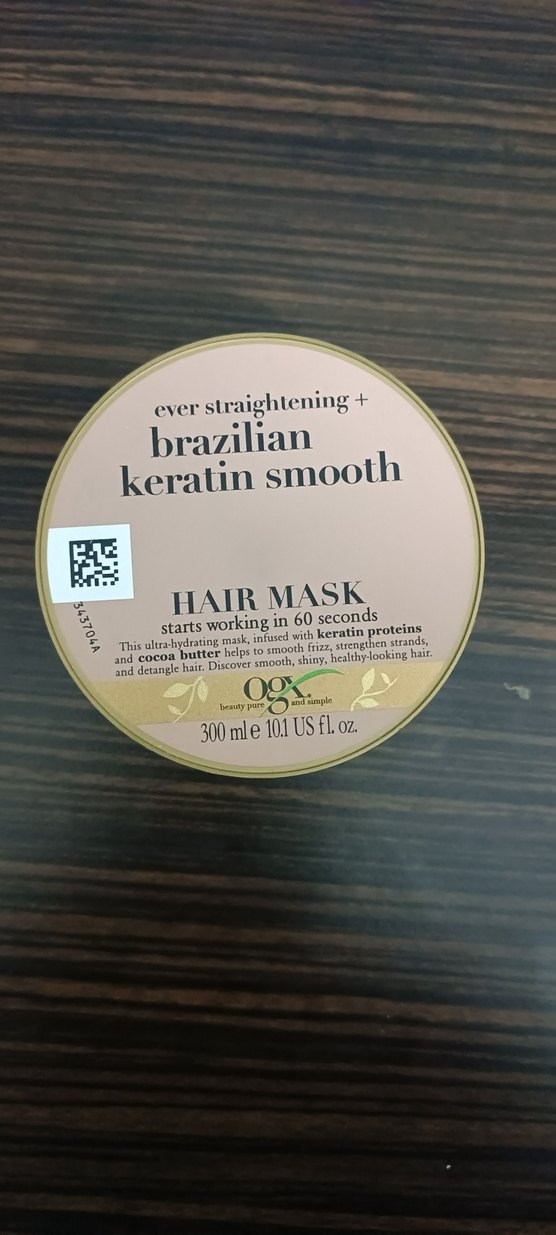 ever straightening +
brazilian
keratin smooth
343704A
HAIR MASK
starts working in 60 seconds
This ultra-hydrating mask, infused with keratin proteins
and cocoa butter helps to smooth frizz, strengthen strands,
and detangle hair. Discover smooth, shiny, healthy-looking hair.
ogx.
beauty pure and simple
300 ml e 10.1 US fl. oz.